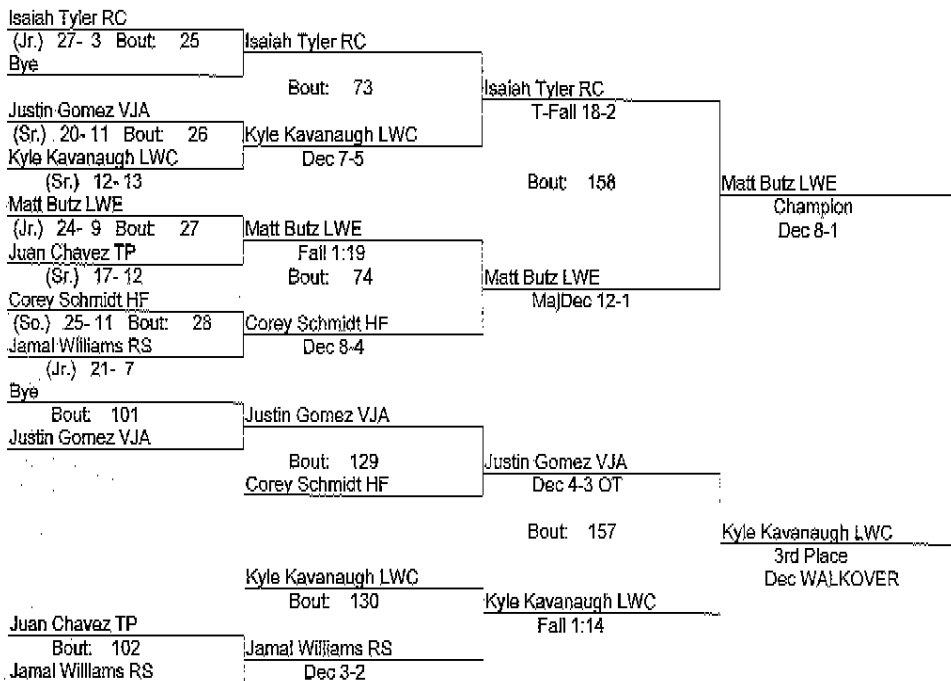 Isaiah Tyler RC
(Jr.) 27- 3 Bout: 25
Bye
Isaiah Tyler RC
Bout: 73
Justin Gomez VJA
(Sr.) 20- 11 Bout: 26
Kyle Kavanaugh LWC
(Sr.) 12- 13
Kyle Kavanaugh LWC
Dec 7-5
Isaiah Tyler RC
T-Fall 18-2
Bout: 158
Matt Butz LWE
Champion
Dec 8-1
Matt Butz LWE
(Jr.) 24- 9 Bout: 27
Juan Chavez TP
(Sr.) 17- 12
Matt Butz LWE
Fall 1:19
Bout: 74
Corey Schmidt HF
(So.) 25- 11 Bout: 28
Jamal Williams RS
(Jr.) 21- 7
Corey Schmidt HF
Dec 8-4
Matt Butz LWE
MajDec 12-1
Bye
Bout: 101
Justin Gomez VJA
Justin Gomez VJA
Bout: 129
Corey Schmidt HF
Justin Gomez VJA
Dec 4-3 OT
Bout: 157
Kyle Kavanaugh LWC
3rd Place
Dec WALKOVER
Kyle Kavanaugh LWC
Bout: 130
Kyle Kavanaugh LWC
Fall 1:14
Juan Chavez TP
Bout: 102
Jamal Williams RS
Jamal Williams RS
Dec 3-2